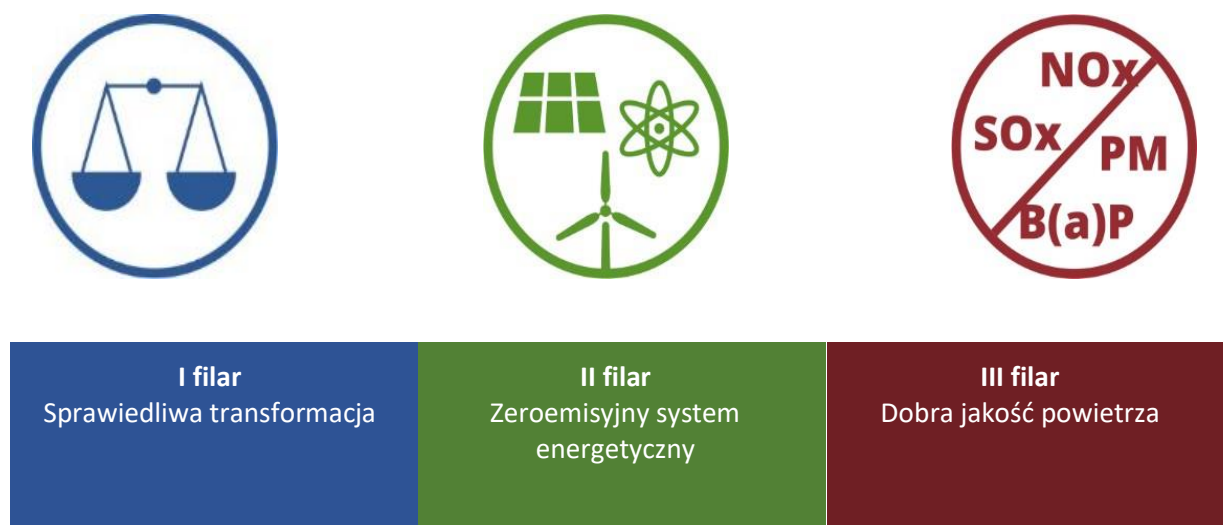 NOx
SOx
PM
B(a)P
I filar
Sprawiedliwa transformacja
II filar
Zeroemisyjny system
energetyczny
III filar
Dobra jakość powietrza